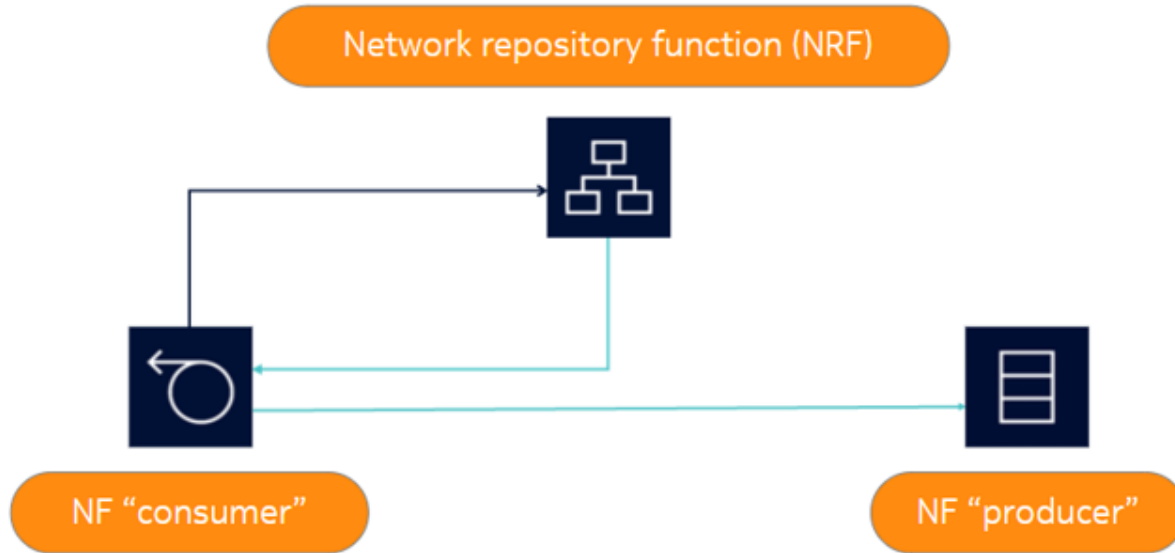 Network repository function (NRF)
NF “consumer”
NF “producer”